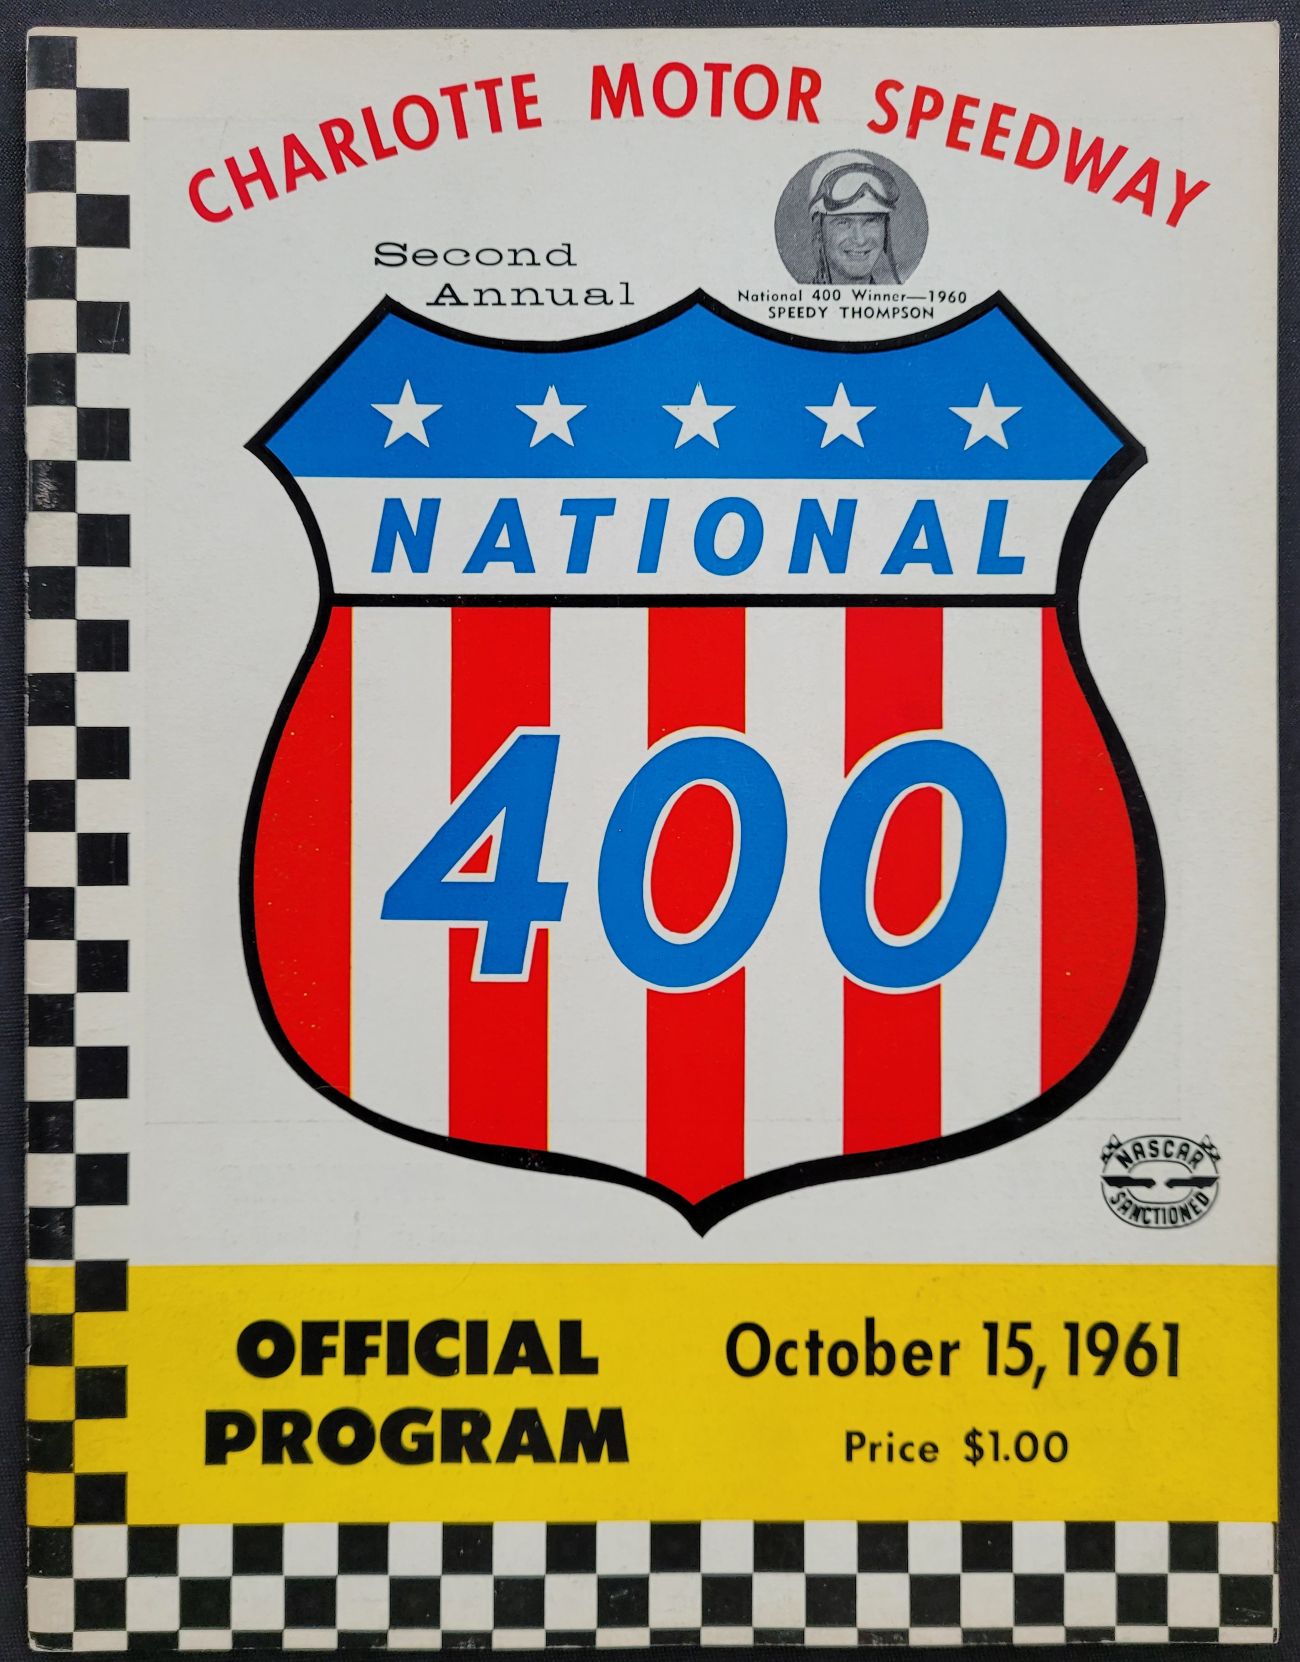 CHARLOTTE MOTOR SPEEDWAY
Second
Annual
National 400 Winner—1960
SPEEDY THOMPSON
NATIONAL
400
NASCAR
SANCTIONED
OFFICIAL
PROGRAM
October 15, 1961
Price $1.00